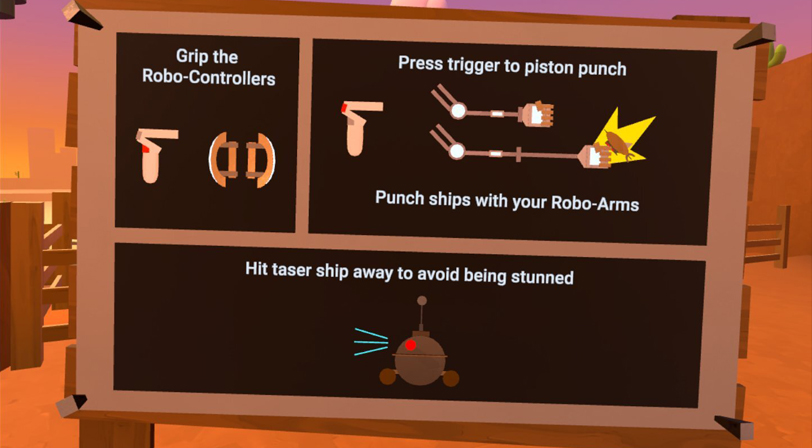 Grip the
Robo-Controllers
Press trigger to piston punch
Punch ships with your Robo-Arms
Hit taser ship away to avoid being stunned